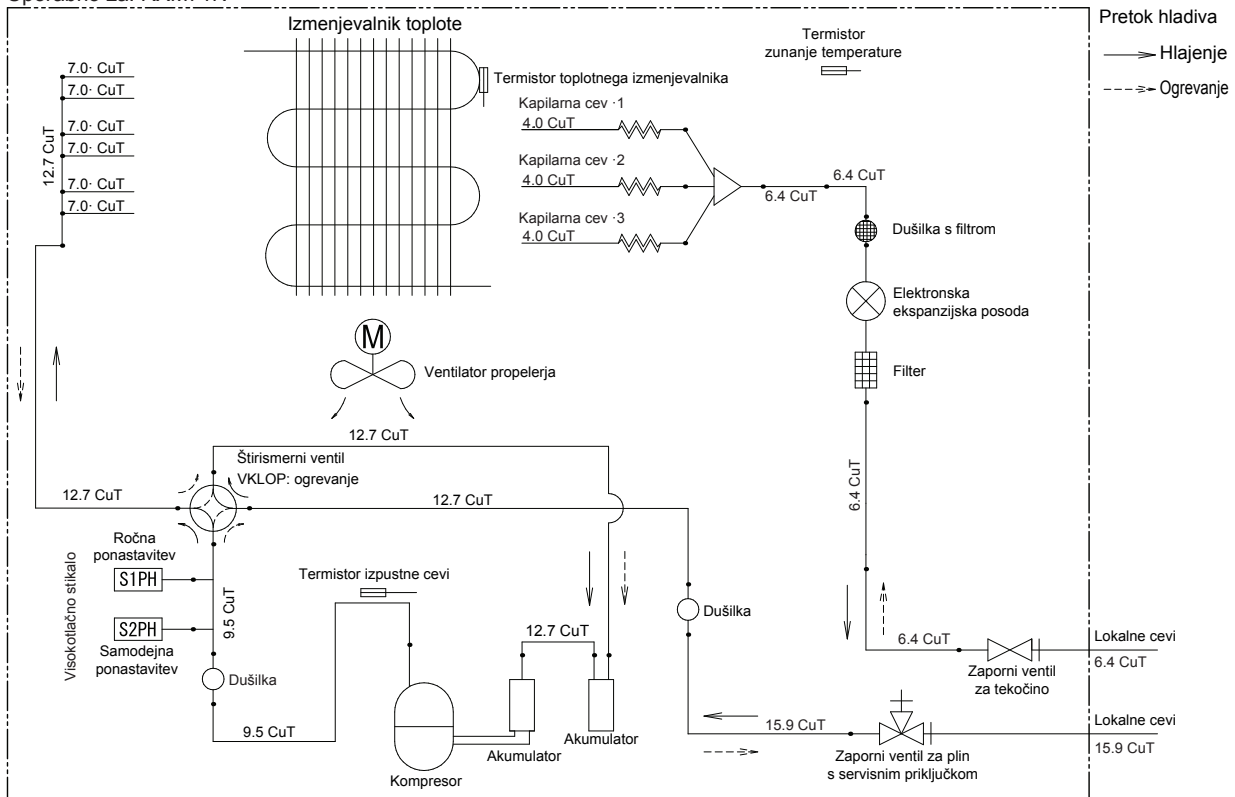 Izmenjevalnik toplote
Termistor
zunanje temperature
Pretok hladiva
Hlajenje
Ogrevanje
7.0· CuT
7.0· CuT
7.0· CuT
7.0· CuT
7.0· CuT
7.0· CuT
12.7 CuT
Termistor toplotnega izmenjevalnika
Kapilarna cev ·1
4.0 CuT
Kapilarna cev ·2
4.0 CuT
Kapilarna cev ·3
4.0 CuT
6.4 CuT
6.4 CuT
Dušilka s filtrom
Elektronska
ekspanzijska posoda
Filter
6.4 CuT
M
Ventilator propelerja
12.7 CuT
Štirismerni ventil
VKLOP: ogrevanje
12.7 CuT
12.7 CuT
Visokotlačno stikalo
Ročna
ponastavitev
S1PH
S2PH
Samodejna
ponastavitev
9.5 CuT
Dušilka
9.5 CuT
Termistor izpustne cevi
Kompresor
12.7 CuT
Akumulator
Akumulator
Dušilka
15.9 CuT
6.4 CuT
Zaporni ventil
za tekočino
Lokalne cevi
6.4 CuT
Zaporni ventil za plin
s servisnim priključkom
Lokalne cevi
15.9 CuT